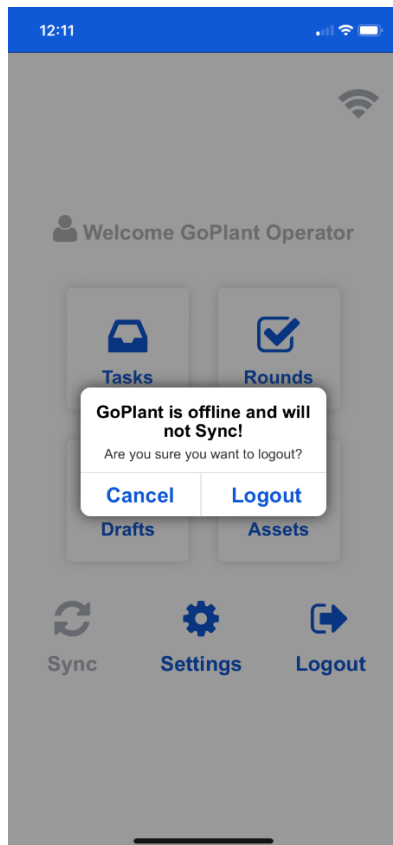 12:11
Welcome GoPlant Operator
Tasks
Rounds
GoPlant is offline and will
not Sync!
Are you sure you want to logout?
Cancel
Logout
Drafts
Assets
Sync
Settings
Logout